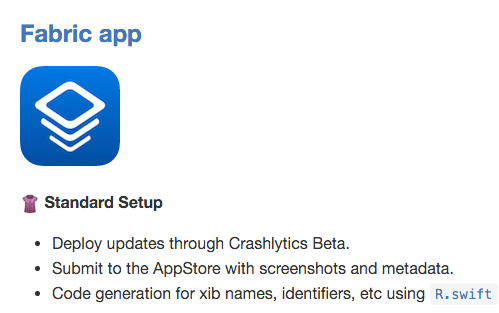 Fabric app
Standard Setup
Deploy updates through Crashlytics Beta.
Submit to the AppStore with screenshots and metadata.
Code generation for xib names, identifiers, etc using R.swift